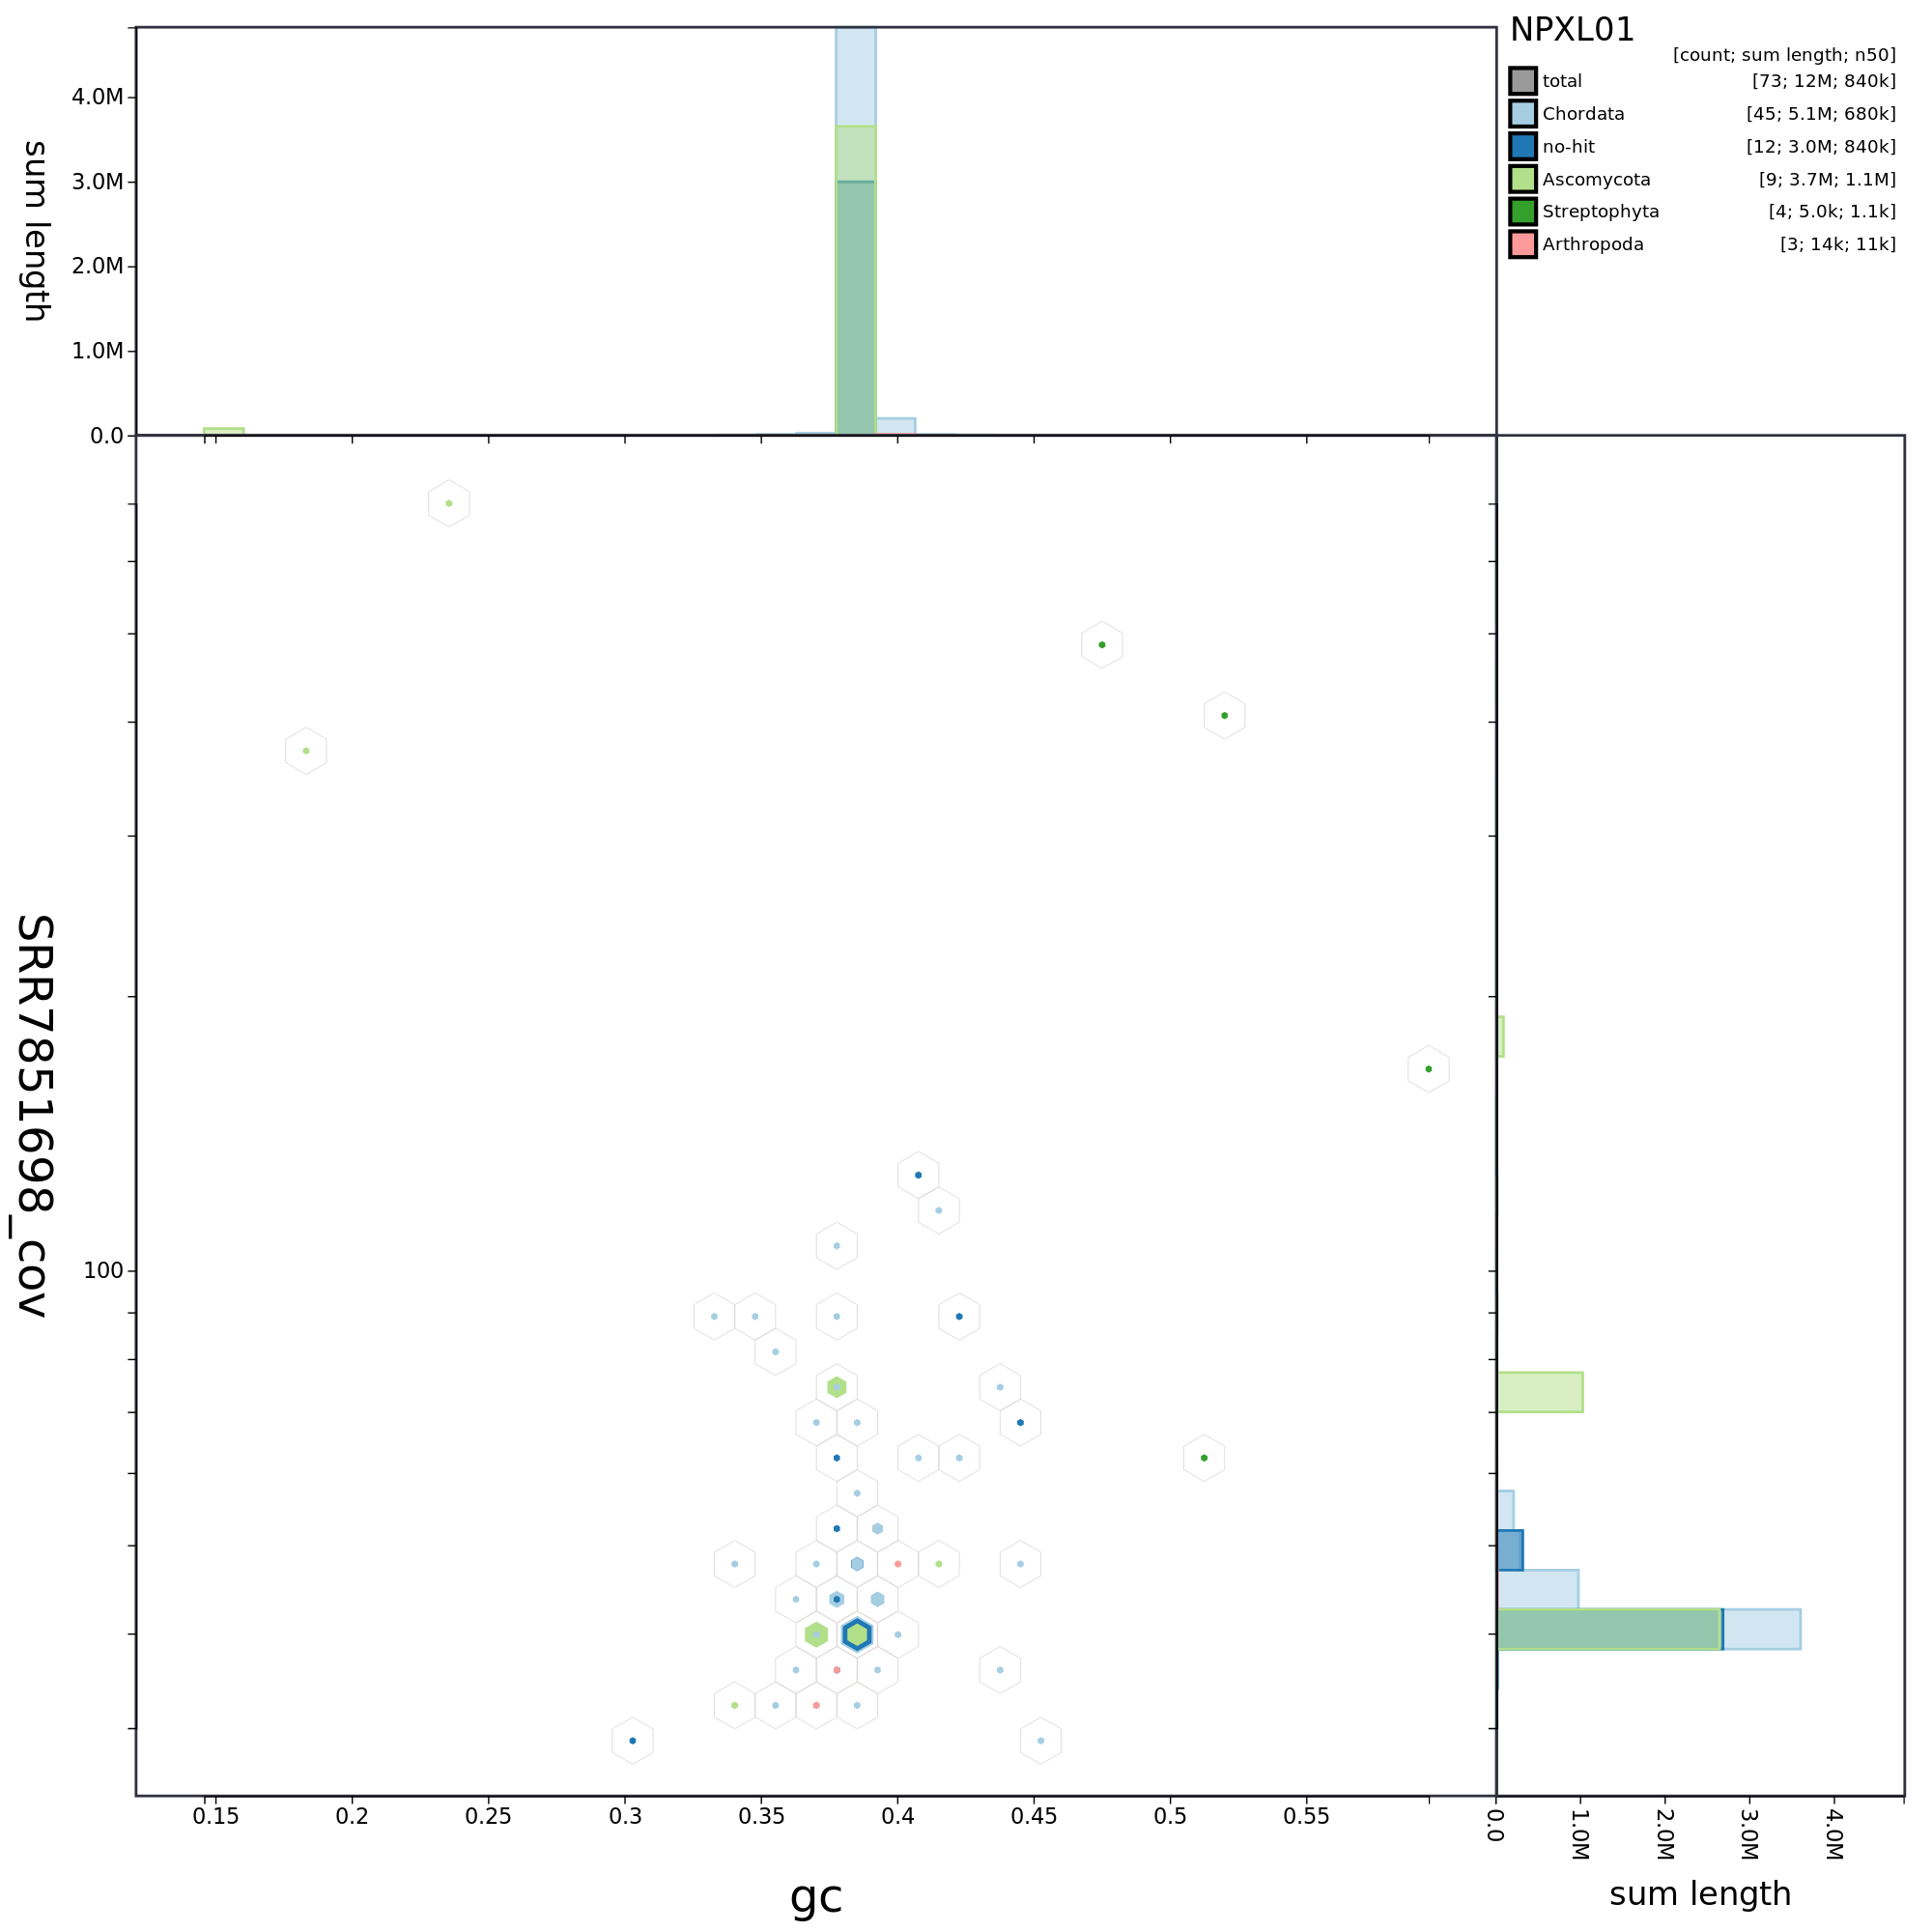 NPXL01
[count; sum length; n50]
total [73; 12M; 840k]
Chordata [45; 5.1M; 680k]
no-hit [12; 3.0M; 840k]
Ascomycota [9; 3.7M; 1.1M]
Streptophyta [4; 5.0k; 1.1k]
Arthropoda [3; 14k; 11k]
sum length
4.0M
3.0M
2.0M
1.0M
0.0
SRR7851698_cov
100
0.15 0.2 0.25 0.3 0.35 0.4 0.45 0.5 0.55
gc
0.0 1.0M 2.0M 3.0M 4.0M
sum length